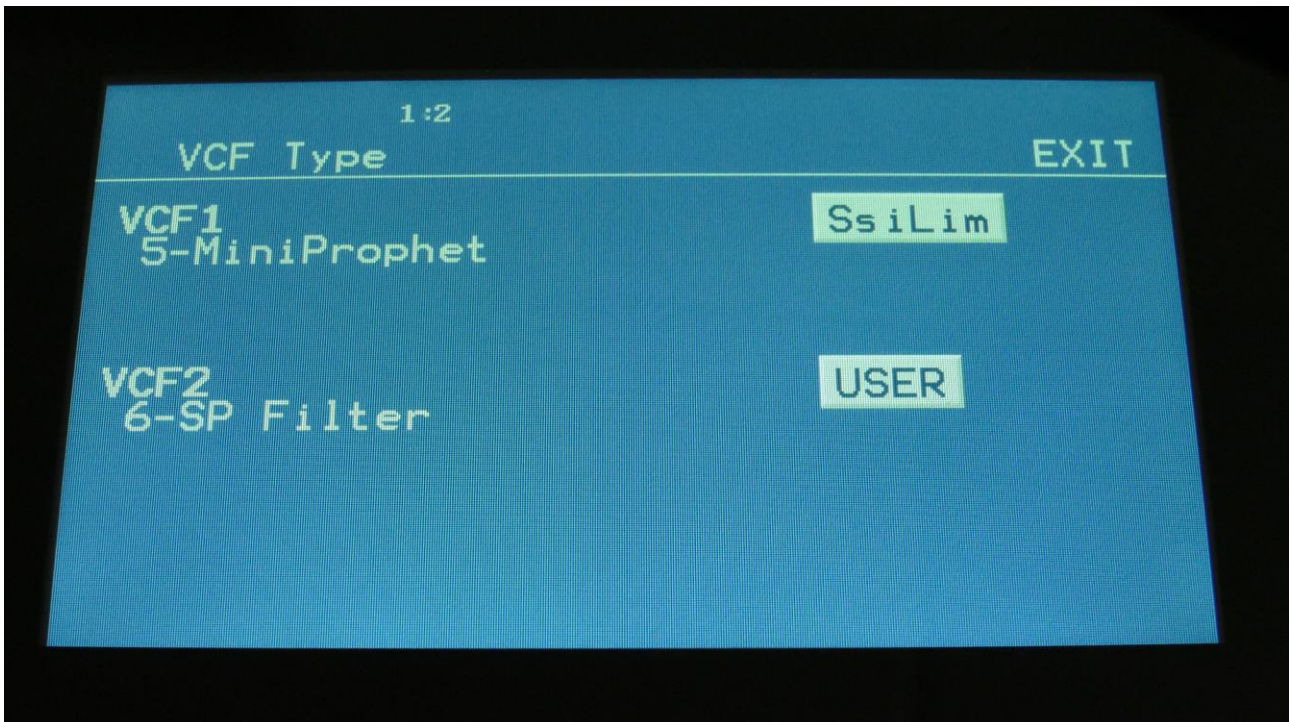 1:2
VCF Type EXIT
VCF1 SsiLim
5-MiniProphet
VCF2 USER
6-SP Filter